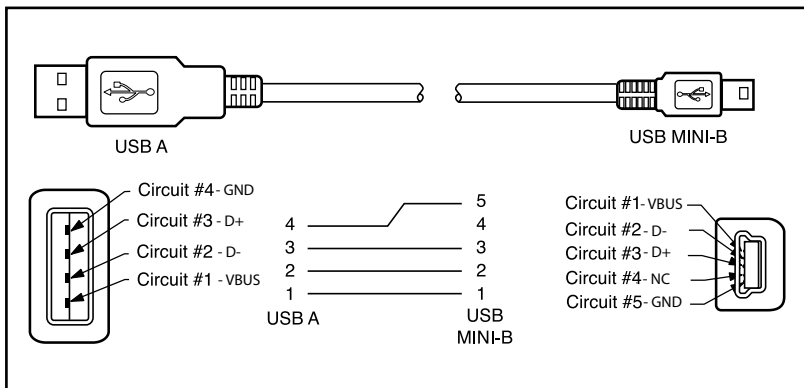 USB A
USB MINI-B
Circuit #4- GND
Circuit #3 - D+
Circuit #2 - D-
Circuit #1 - VBUS
4
3
2
1
USB A
5
4
3
2
1
USB
MINI-B
Circuit #1- VBUS
Circuit #2 - D-
Circuit #3 - D+
Circuit #4 - NC
Circuit #5- GND